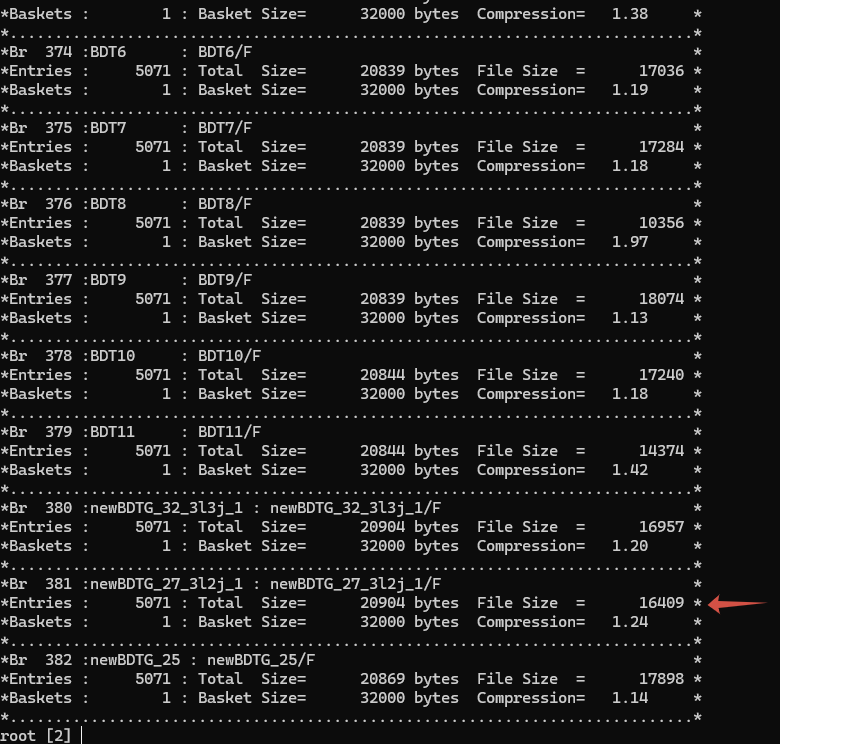 *Baskets :        1 : Basket Size=      32000 bytes  Compression=   1.38     *
*............................................................................*
*Br  374 :BDT6      : BDT6/F                                                 *
*Entries :     5071 : Total  Size=      20839 bytes  File Size  =      17036 *
*Baskets :        1 : Basket Size=      32000 bytes  Compression=   1.19     *
*............................................................................*
*Br  375 :BDT7      : BDT7/F                                                 *
*Entries :     5071 : Total  Size=      20839 bytes  File Size  =      17284 *
*Baskets :        1 : Basket Size=      32000 bytes  Compression=   1.18     *
*............................................................................*
*Br  376 :BDT8      : BDT8/F                                                 *
*Entries :     5071 : Total  Size=      20839 bytes  File Size  =      10356 *
*Baskets :        1 : Basket Size=      32000 bytes  Compression=   1.97     *
*............................................................................*
*Br  377 :BDT9      : BDT9/F                                                 *
*Entries :     5071 : Total  Size=      20839 bytes  File Size  =      18074 *
*Baskets :        1 : Basket Size=      32000 bytes  Compression=   1.13     *
*............................................................................*
*Br  378 :BDT10     : BDT10/F                                                *
*Entries :     5071 : Total  Size=      20844 bytes  File Size  =      17240 *
*Baskets :        1 : Basket Size=      32000 bytes  Compression=   1.18     *
*............................................................................*
*Br  379 :BDT11     : BDT11/F                                                *
*Entries :     5071 : Total  Size=      20844 bytes  File Size  =      14374 *
*Baskets :        1 : Basket Size=      32000 bytes  Compression=   1.42     *
*............................................................................*
*Br  380 :newBDTG_32_3l3j_1 : newBDTG_32_3l3j_1/F                            *
*Entries :     5071 : Total  Size=      20904 bytes  File Size  =      16957 *
*Baskets :        1 : Basket Size=      32000 bytes  Compression=   1.20     *
*............................................................................*
*Br  381 :newBDTG_27_3l2j_1 : newBDTG_27_3l2j_1/F                            *
*Entries :     5071 : Total  Size=      20904 bytes  File Size  =      16409 *
*Baskets :        1 : Basket Size=      32000 bytes  Compression=   1.24     *
*............................................................................*
*Br  382 :newBDTG_25 : newBDTG_25/F                                          *
*Entries :     5071 : Total  Size=      20869 bytes  File Size  =      17898 *
*Baskets :        1 : Basket Size=      32000 bytes  Compression=   1.14     *
*............................................................................*
root [2]